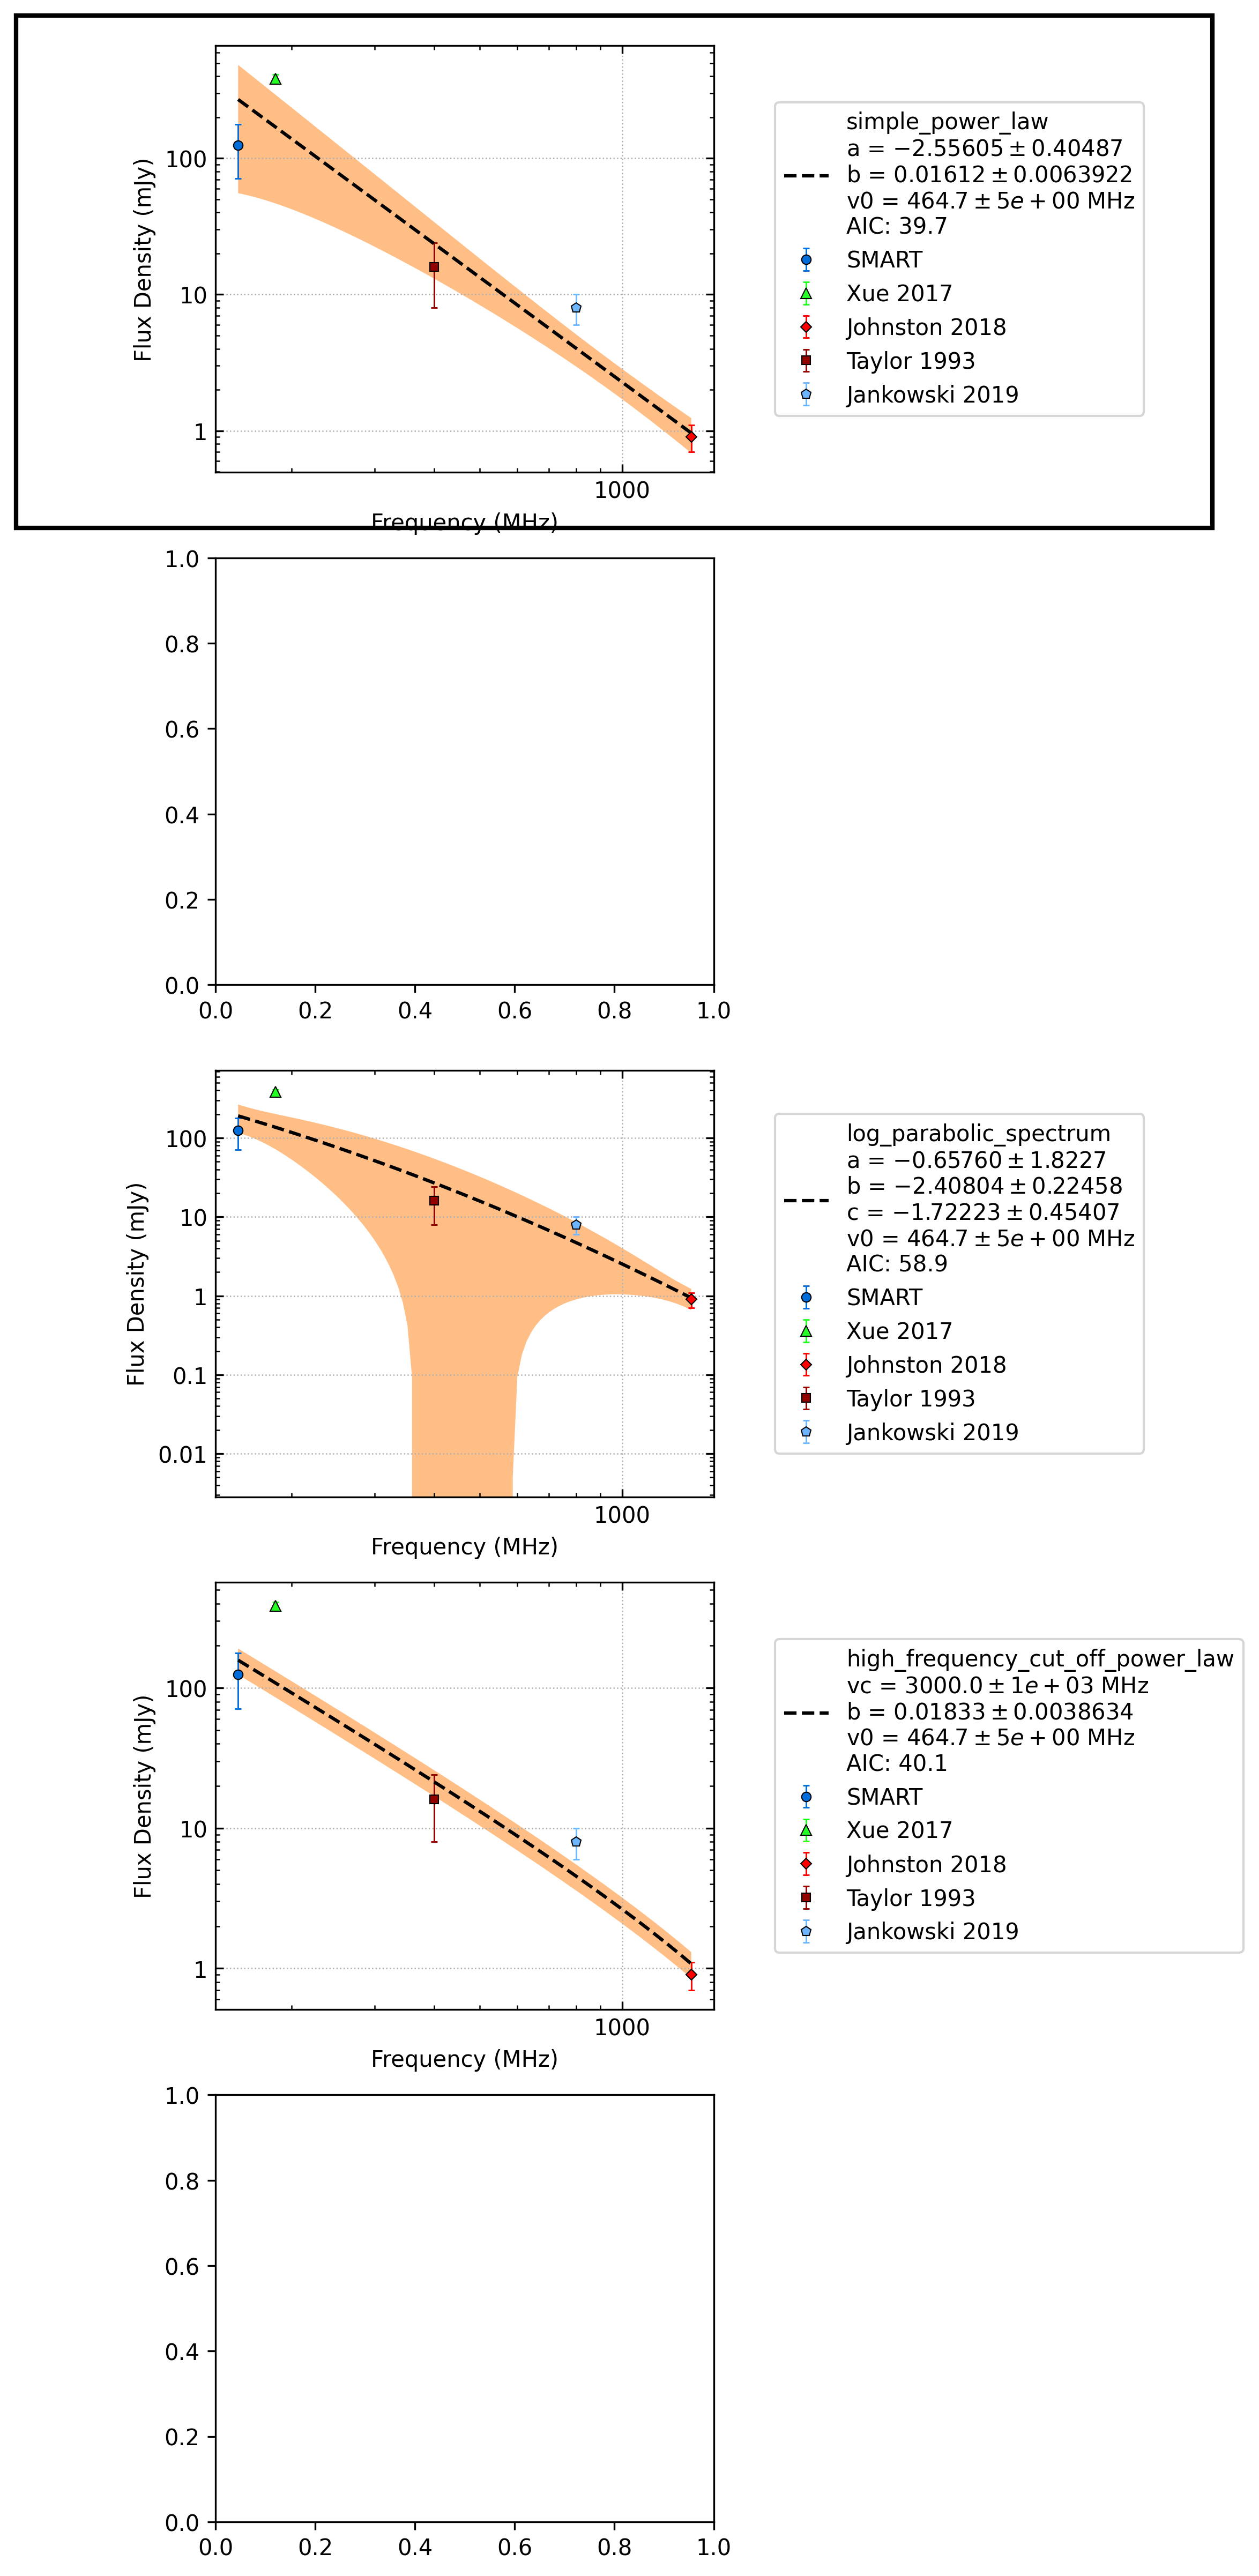 Flux Density (mJy)
100
10
1
1000
Frequency (MHz)
simple_power_law
a = −2.55605 ± 0.40487
b = 0.01612 ± 0.0063922
v0 = 464.7 ± 5e + 00 MHz
AIC: 39.7
SMART
Xue 2017
Johnston 2018
Taylor 1993
Jankowski 2019
1.0
0.8
0.6
0.4
0.2
0.0
0.0 0.2 0.4 0.6 0.8 1.0
Flux Density (mJy)
100
10
1
0.1
0.01
1000
Frequency (MHz)
log_parabolic_spectrum
a = −0.65760 ± 1.8227
b = −2.40804 ± 0.22458
c = −1.72223 ± 0.45407
v0 = 464.7 ± 5e + 00 MHz
AIC: 58.9
SMART
Xue 2017
Johnston 2018
Taylor 1993
Jankowski 2019
Flux Density (mJy)
100
10
1
1000
Frequency (MHz)
high_frequency_cut_off_power_law
vc = 3000.0 ± 1e + 03 MHz
b = 0.01833 ± 0.0038634
v0 = 464.7 ± 5e + 00 MHz
AIC: 40.1
SMART
Xue 2017
Johnston 2018
Taylor 1993
Jankowski 2019
1.0
0.8
0.6
0.4
0.2
0.0
0.0 0.2 0.4 0.6 0.8 1.0